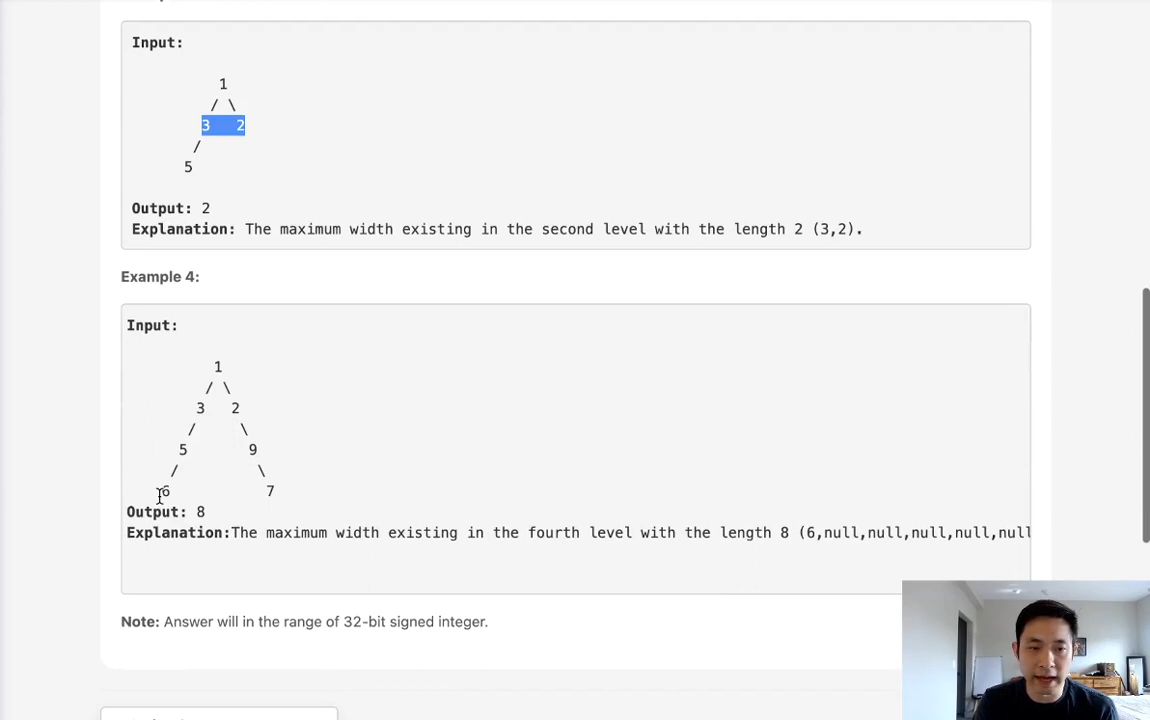 Input:
1
/ \
3 2
/
5
Output: 2
Explanation: The maximum width existing in the second level with the length 2 (3,2).
Example 4:
Input:
1
/ \
3 2
/ \
5 9
/ \
6 7
Output: 8
Explanation:The maximum width existing in the fourth level with the length 8 (6,null,null,null,null,null
Note: Answer will in the range of 32-bit signed integer.